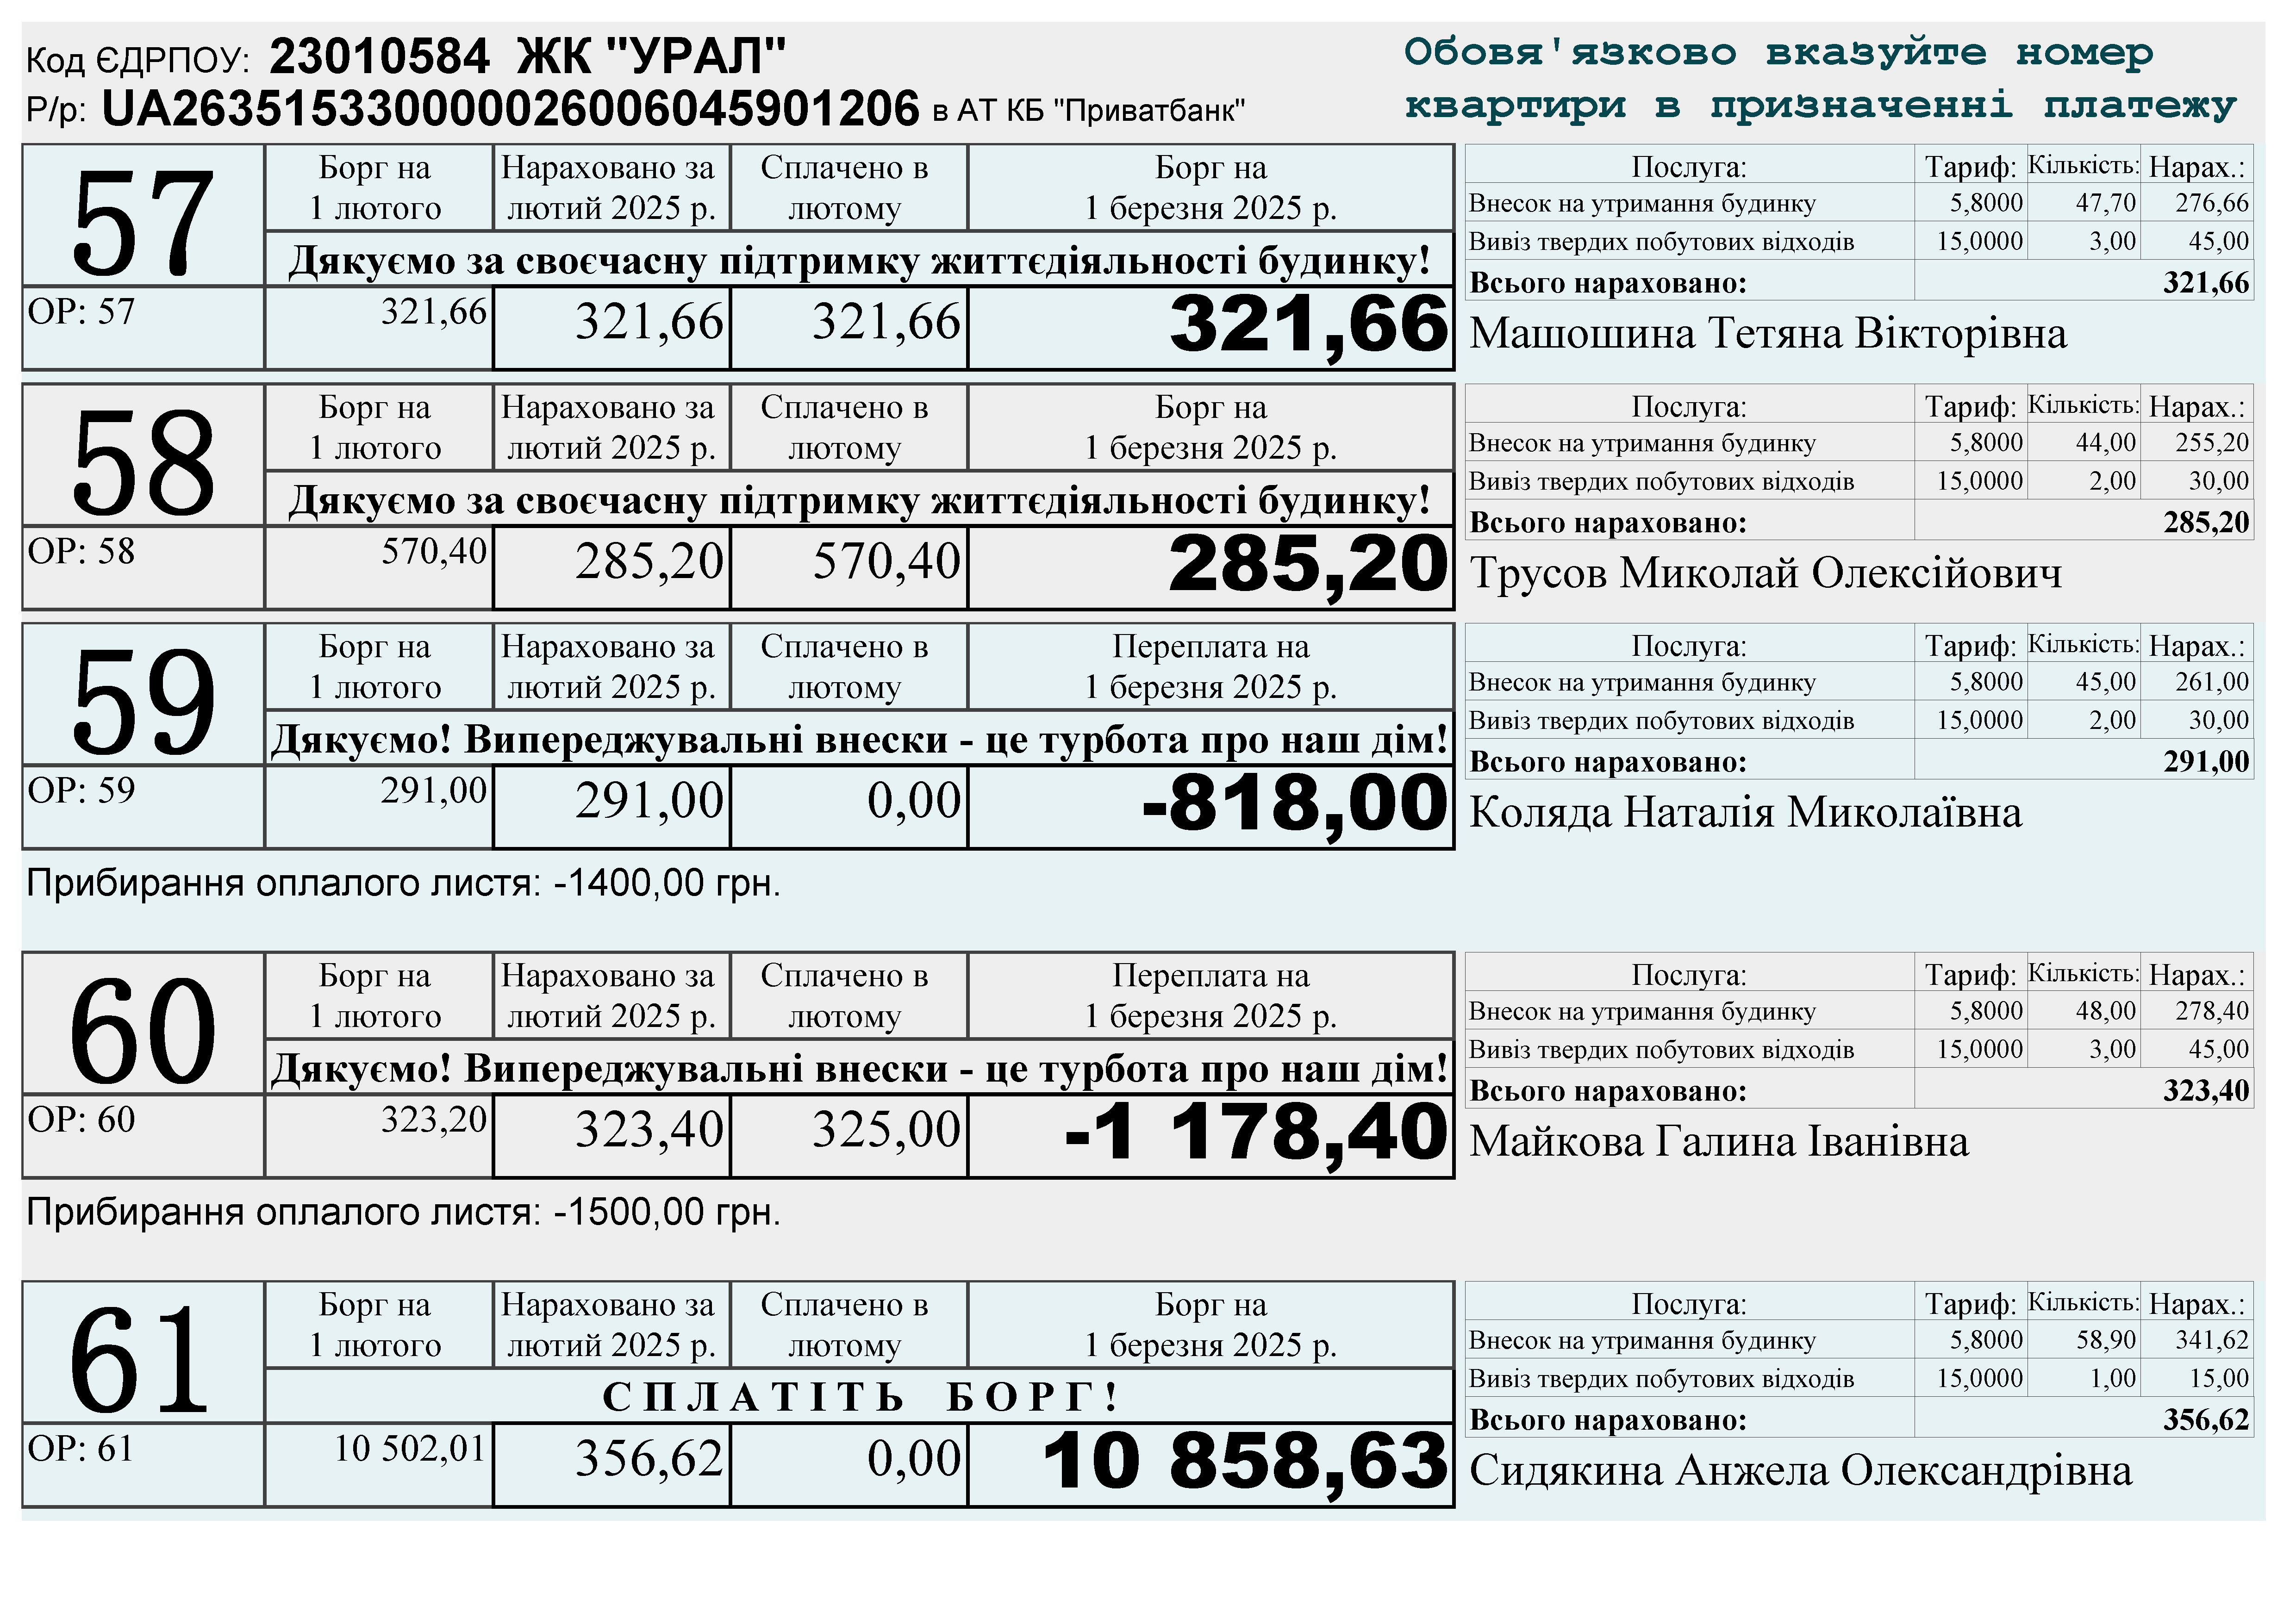 Код ЄДРПОУ: 23010584 ЖК "УРАЛ"
Р/р: UA263515330000026006045901206 в АТ КБ "Приватбанк"
Обовя'язково вказуйте номер
квартири в призначенні платежу
57
Борг на 1 лютого
Нараховано за лютий 2025 р.
Сплачено в лютому
Борг на 1 березня 2025 р.
Дякуємо за своєчасну підтримку життєдіяльності будинку!
ОР: 57 321,66 321,66 321,66 321,66
Послуга: Тариф: Кількість: Нарах.:
Внесок на утримання будинку 5,8000 47,70 276,66
Вивіз твердих побутових відходів 15,0000 3,00 45,00
Всього нараховано: 321,66
Машошина Тетяна Вікторівна
58
Борг на 1 лютого
Нараховано за лютий 2025 р.
Сплачено в лютому
Борг на 1 березня 2025 р.
Дякуємо за своєчасну підтримку життєдіяльності будинку!
ОР: 58 570,40 285,20 570,40 285,20
Послуга: Тариф: Кількість: Нарах.:
Внесок на утримання будинку 5,8000 44,00 255,20
Вивіз твердих побутових відходів 15,0000 2,00 30,00
Всього нараховано: 285,20
Трусов Миколай Олексійович
59
Борг на 1 лютого
Нараховано за лютий 2025 р.
Сплачено в лютому
Переплата на 1 березня 2025 р.
Дякуємо! Випереджувальні внески - це турбота про наш дім!
ОР: 59 291,00 291,00 0,00 -818,00
Послуга: Тариф: Кількість: Нарах.:
Внесок на утримання будинку 5,8000 45,00 261,00
Вивіз твердих побутових відходів 15,0000 2,00 30,00
Всього нараховано: 291,00
Коляда Наталія Миколаївна
Прибирання оплалого листя: -1400,00 грн.
60
Борг на 1 лютого
Нараховано за лютий 2025 р.
Сплачено в лютому
Переплата на 1 березня 2025 р.
Дякуємо! Випереджувальні внески - це турбота про наш дім!
ОР: 60 323,20 323,40 325,00 -1 178,40
Послуга: Тариф: Кількість: Нарах.:
Внесок на утримання будинку 5,8000 48,00 278,40
Вивіз твердих побутових відходів 15,0000 3,00 45,00
Всього нараховано: 323,40
Майкова Галина Іванівна
Прибирання оплалого листя: -1500,00 грн.
61
Борг на 1 лютого
Нараховано за лютий 2025 р.
Сплачено в лютому
Борг на 1 березня 2025 р.
СПЛАТІТЬ БОРГ!
ОР: 61 10 502,01 356,62 0,00 10 858,63
Послуга: Тариф: Кількість: Нарах.:
Внесок на утримання будинку 5,8000 58,90 341,62
Вивіз твердих побутових відходів 15,0000 1,00 15,00
Всього нараховано: 356,62
Сидякина Анжела Олександрівна